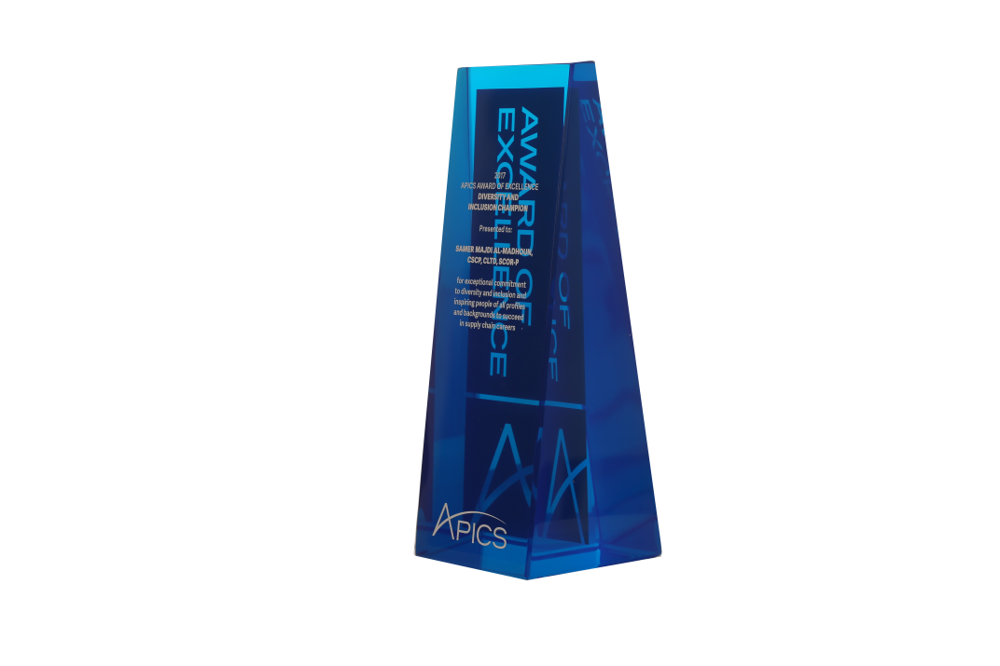 AWARD OF
EXCELLENCE
2017
APICS AWARD OF EXCELLENCE
DIVERSITY AND
INCLUSION CHAMPION
Presented to:
SAMER MAJDI AL-MADHOUN,
CSCP, CLTD, SCOR-P
for exceptional commitment
to diversity and inclusion and
inspiring people of all profiles
and backgrounds to succeed
in supply chain careers
APICS